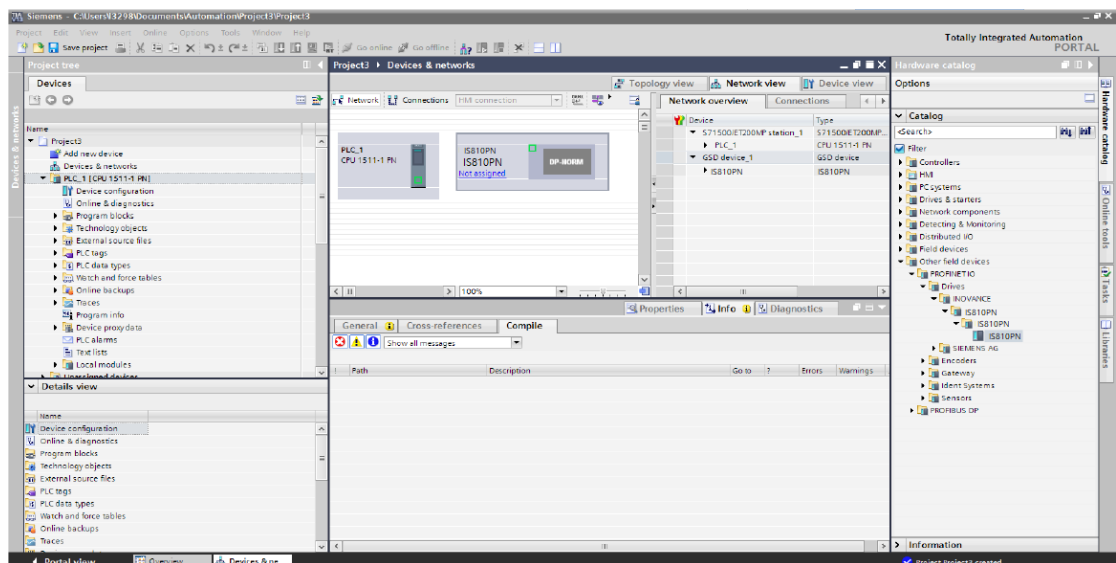 Siemens - C:\Users\I3298\Documents\Automation\Project3\Project3
Project Edit View Insert Online Options Tools Window Help
Totally Integrated Automation
PORTAL
Save project
Go online
Go offline
Project tree
Devices
Devices & networks
Name
Project3
Add new device
Devices & networks
PLC_1 [CPU 1511-1 PN]
Device configuration
Online & diagnostics
Program blocks
Technology objects
External source files
PLC tags
PLC data types
Watch and force tables
Online backups
Traces
Program info
Device proxy data
PLC alarms
Text lists
Local modules
Unassigned devices
Details view
Name
Device configuration
Online & diagnostics
Program blocks
Technology objects
External source files
PLC tags
PLC data types
Watch and force tables
Online backups
Traces
Project3 ▸ Devices & networks
Topology view
Network view
Device view
Network
Connections
HMI connection
PLC_1
CPU 1511-1 PN
IS810PN
IS810PN
Not assigned
DP-NORM
100%
Network overview
Connections
Device Type
S71500/ET200MP station_1 S71500/ET200MP...
PLC_1 CPU 1511-1 PN
GSD device_1 GSD device
IS810PN IS810PN
Properties
Info
Diagnostics
General
Cross-references
Compile
Show all messages
! Path Description Go to ? Errors Warnings
Hardware catalog
Options
Catalog
<Search>
Filter
Controllers
HMI
PC systems
Drives & starters
Network components
Detecting & Monitoring
Distributed I/O
Field devices
Other field devices
PROFINET IO
Drives
INOVANCE
IS810PN
IS810PN
IS810PN
SIEMENS AG
Encoders
Gateway
Ident Systems
Sensors
PROFIBUS DP
Information
Hardware catalog
Online tools
Tasks
Libraries
Portal view
Overview
Devices & ne...
Project Project3 created.